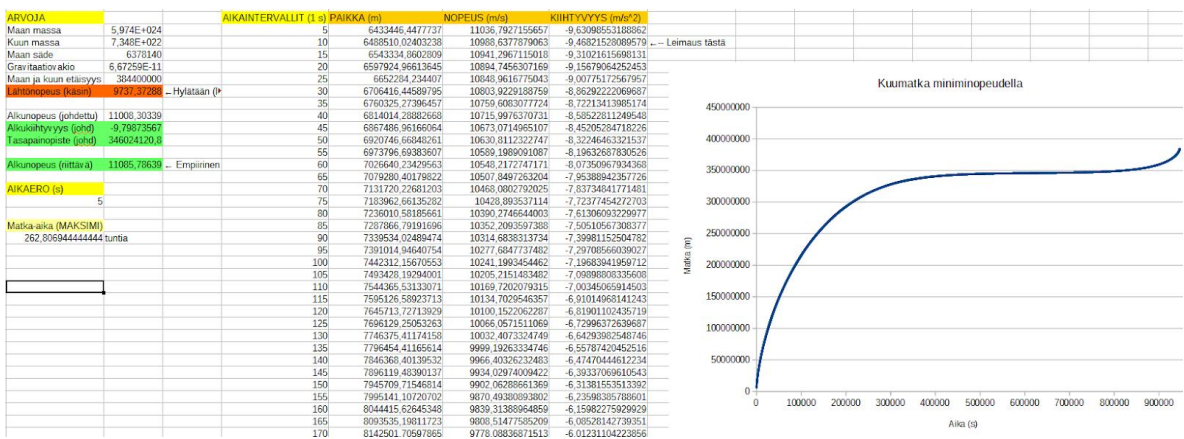 ARVOJA AIKAINTERVALLIT (1 s) PAIKKA (m) NOPEUS (m/s) KIIHTYVYYS (m/s^2)
Maan massa 5,974E+024 5 6433446,4477737 11036,7927155657 -9,63098553188862
Kuun massa 7,348E+022 10 6488510,02403238 10988,6377879063 -9,46821528089579 ←-- Leimaus tästä
Maan säde 6378140 15 6543334,8602809 10941,2967115018 -9,31021615698131
Gravitaatiovakio 6,67259E-11 20 6597924,96613645 10894,7456307169 -9,15679064252453
Maan ja kuun etäisyys 384400000 25 6652284,234407 10848,9616775043 -9,00775172567957
Lähtönopeus (käsin) 9737,37288 ←Hylätään (l 30 6706416,44589795 10803,9229188759 -8,86292222069687
35 6760325,27396457 10759,6083077724 -8,72213413985174
Alkunopeus (johdettu) 11008,30339 40 6814014,28882668 10715,9976370731 -8,58522811249548
Alkukiihtyvyys (johd) -9,79873567 45 6867486,96166064 10673,0714965107 -8,45205284718226
Tasapainopiste (johd) 346024120,8 50 6920746,66848261 10630,8112322747 -8,32246463321537
55 6973796,69383607 10589,1989091087 -8,19632687830526
Alkunopeus (riittävä) 11085,78639 ← Empiirinen 60 7026640,23429563 10548,2172747171 -8,07350967934368
65 7079280,40179822 10507,8497263204 -7,95388942357726
AIKAERO (s) 70 7131720,22681203 10468,0802792025 -7,83734841771481
5 75 7183962,66135282 10428,893537114 -7,72377454272703
80 7236010,58185661 10390,2746644003 -7,61306093229977
Matka-aika (MAKSIMI) 85 7287866,79191696 10352,2093597388 -7,50510567308377
262,806944444444 tuntia 90 7339534,02489474 10314,6838313734 -7,39981152504782
95 7391014,94640754 10277,6847737482 -7,29708566039027
100 7442312,15670553 10241,1993454462 -7,19683941959712
105 7493428,19294001 10205,2151483482 -7,09898808335608
110 7544365,53133071 10169,7202079315 -7,00345065914503
115 7595126,58923713 10134,7029546357 -6,91014968141243
120 7645713,72713929 10100,1522062287 -6,81901102435719
125 7696129,25053263 10066,0571511069 -6,72996372639687
130 7746375,41174158 10032,4073324749 -6,64293982548746
135 7796454,41165614 9999,19263334746 -6,55787420452516
140 7846368,40139532 9966,40326232483 -6,47470444612234
145 7896119,48390137 9934,02974009422 -6,39337069610543
150 7945709,71546814 9902,06288661369 -6,31381553513392
155 7995141,10720702 9870,49380893802 -6,23598385788601
160 8044415,62645348 9839,31388964859 -6,15982275929929
165 8093535,19811723 9808,51477585209 -6,08528142739351
170 8142501,70597865 9778,08836871513 -6,01231104223856
Kuumatka miniminopeudella
450000000
400000000
350000000
300000000
250000000
200000000
150000000
100000000
50000000
0
Matka (m)
0 100000 200000 300000 400000 500000 600000 700000 800000 900000
Aika (s)